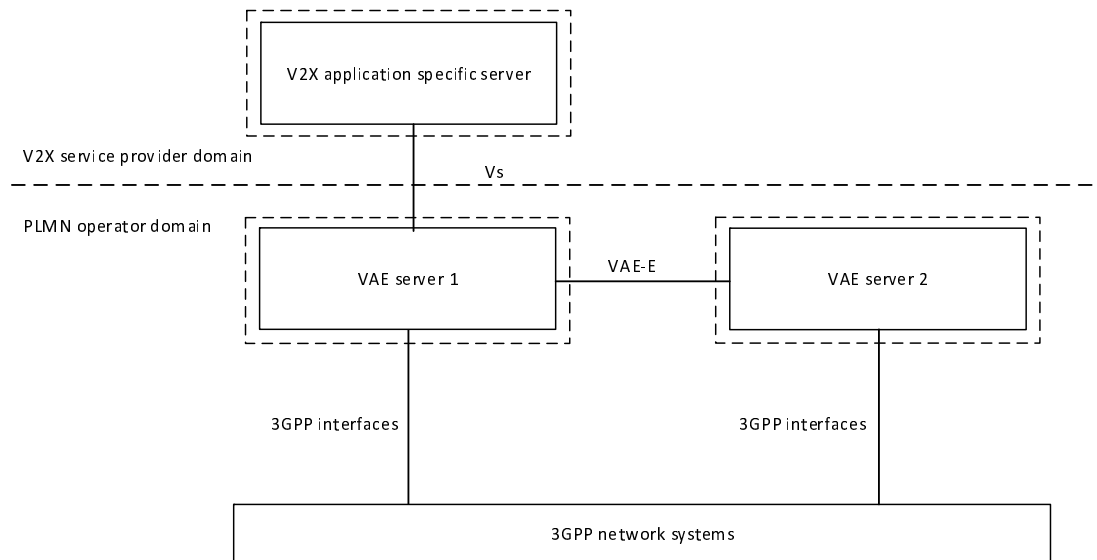 V2X application specific server
V2X service provider domain
Vs
PLMN operator domain
VAE server 1
VAE-E
VAE server 2
3GPP interfaces
3GPP interfaces
3GPP network systems